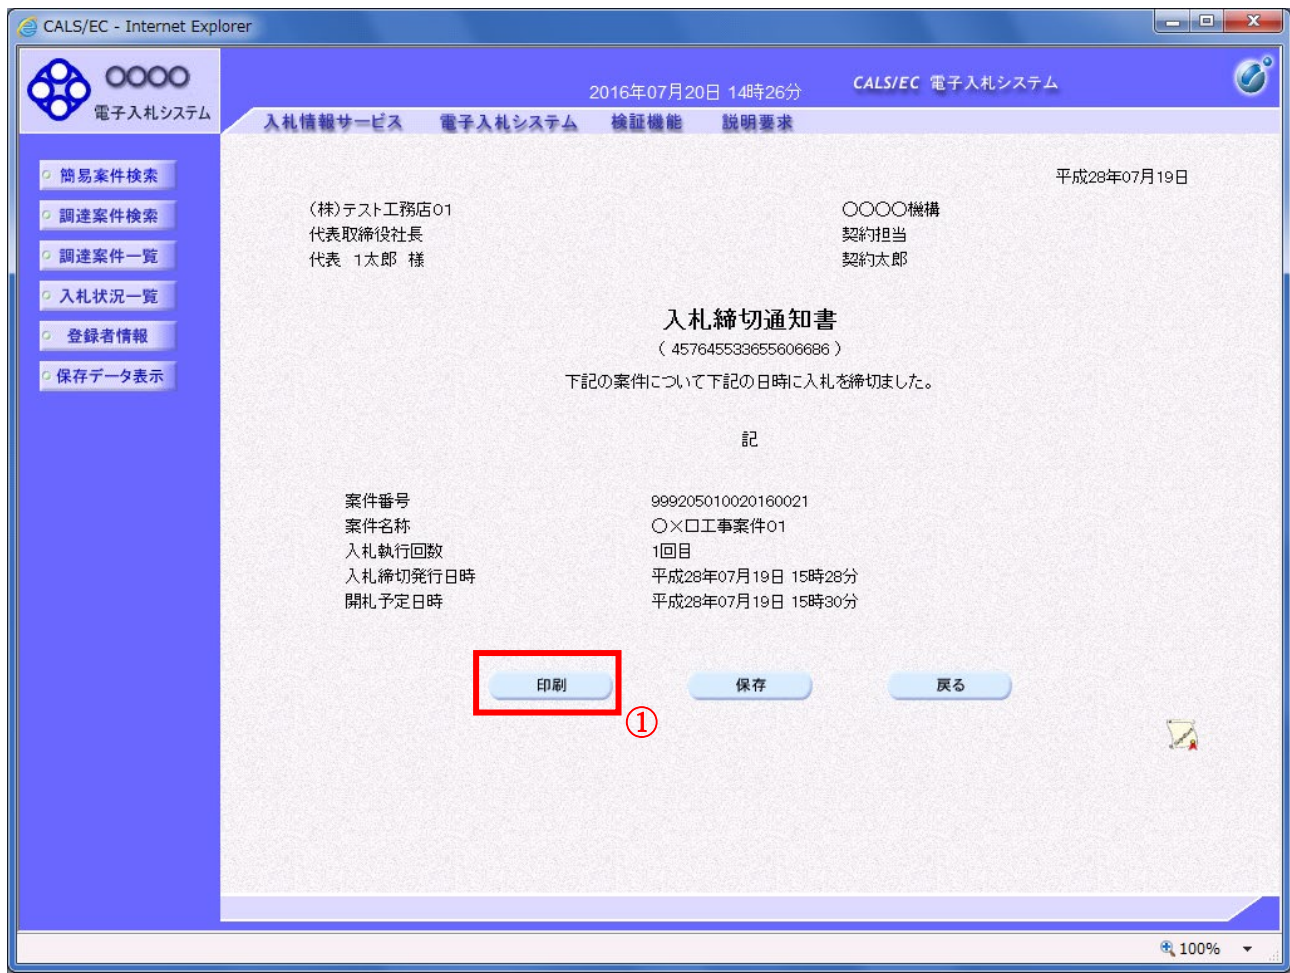 CALS/EC - Internet Explorer
〇〇〇〇
電子入札システム
2016年07月20日 14時26分
CALS/EC 電子入札システム
入札情報サービス 電子入札システム 検証機能 説明要求
簡易案件検索
調達案件検索
調達案件一覧
入札状況一覧
登録者情報
保存データ表示
平成28年07月19日
(株)テスト工務店01
代表取締役社長
代表 1太郎 様
〇〇〇〇機構
契約担当
契約太郎
入札締切通知書
( 457645533655606686 )
下記の案件について下記の日時に入札を締切ました。
記
案件番号 999205010020160021
案件名称 〇×口工事案件01
入札執行回数 1回目
入札締切発行日時 平成28年07月19日 15時28分
開札予定日時 平成28年07月19日 15時30分
印刷 保存 戻る
①
100%